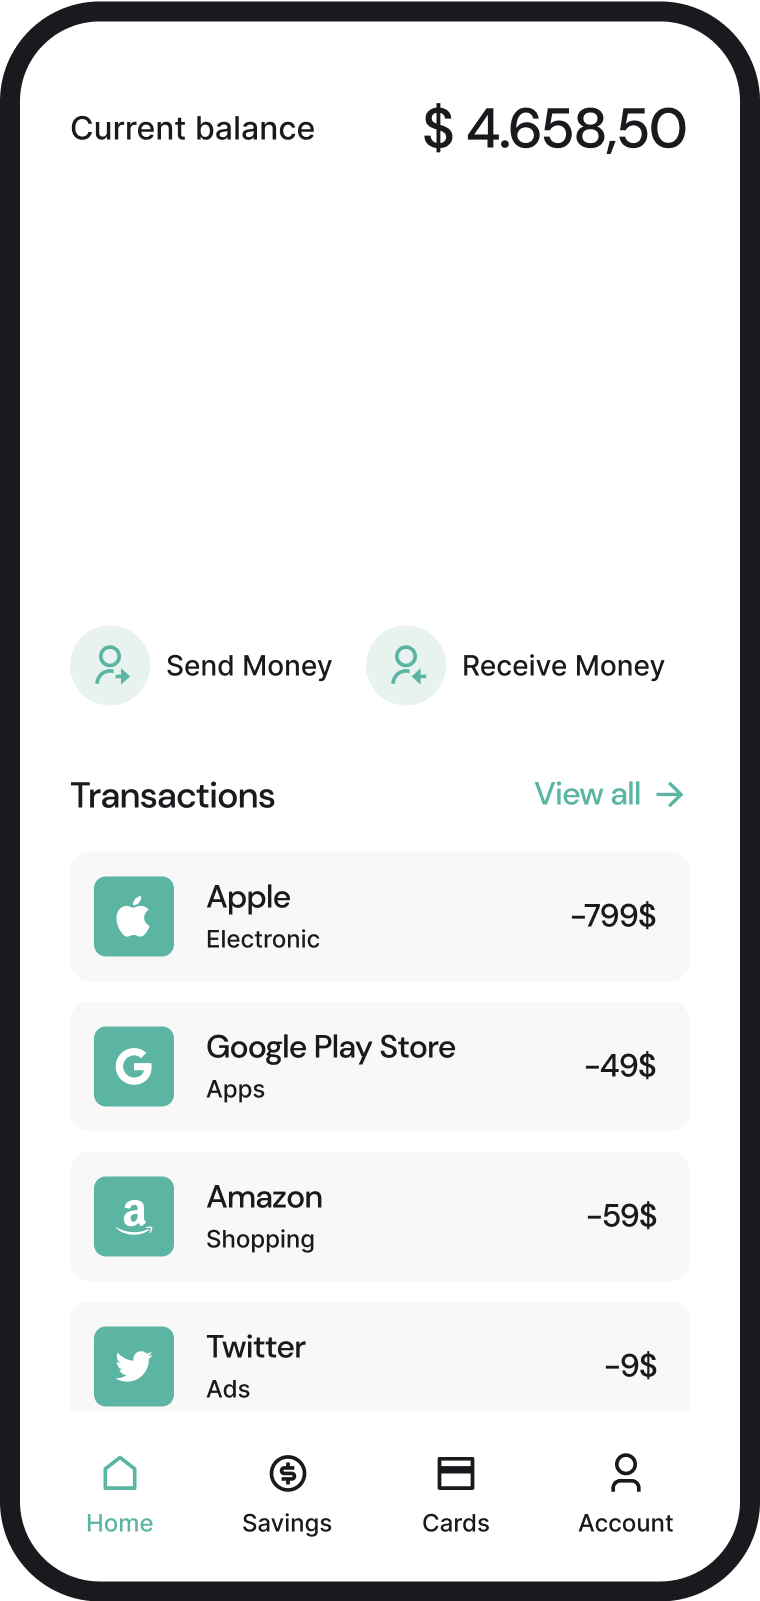 Current balance
$ 4.658,50
Send Money
Receive Money
Transactions
View all
Apple
Electronic
-799$
Google Play Store
Apps
-49$
Amazon
Shopping
-59$
Twitter
Ads
-9$
Home
Savings
Cards
Account